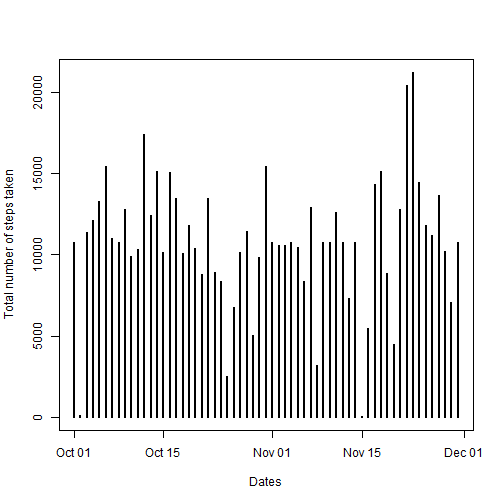 Total number of steps taken
20000
15000
10000
5000
0
Oct 01 Oct 15 Nov 01 Nov 15 Dec 01
Dates